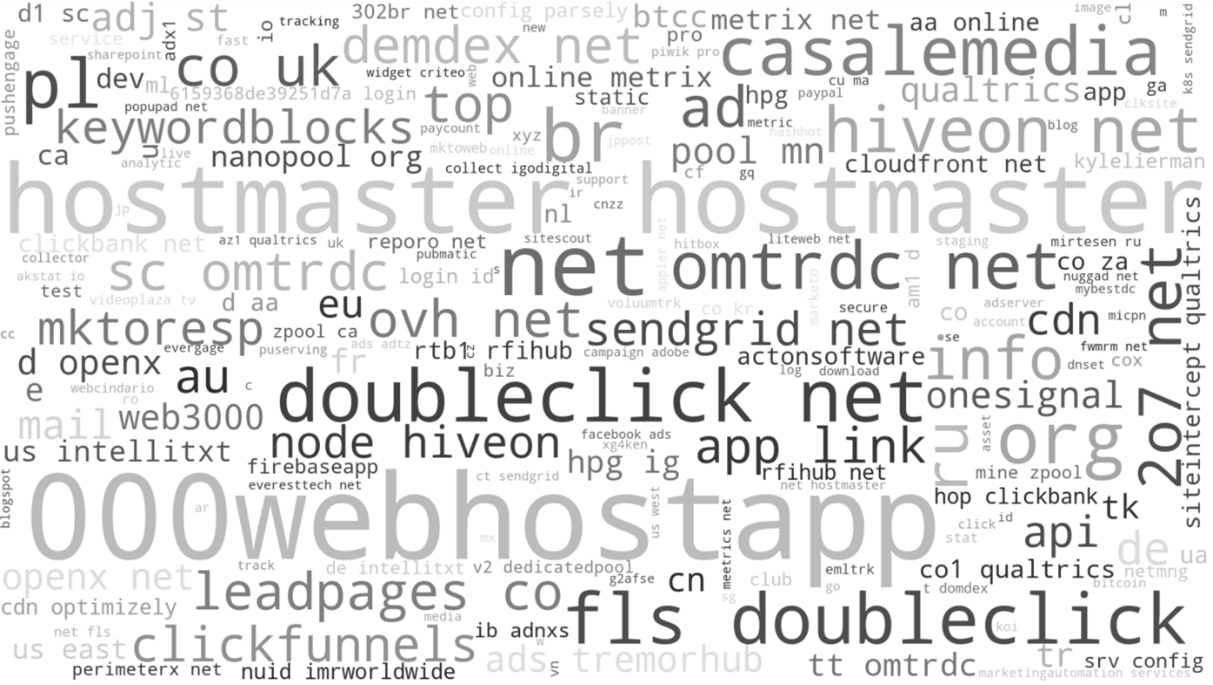 d1 sc
adj st
adx1
io
tracking
302br net
config parsely
new
btcc
metrix net
aa online
image
cl
m
k8s sendgrid
pushengage
service
sharepoint
fast
demdex net
pro
piwik pro
casalemedia
pl
dev
ml
co uk
widget criteo
web
online metrix
cu ma
paypal
qualtrics
app
ga
clksite
6159368de39251d7a login
popupad net
top
static
banner
ad
hpg
metric
hashhot
keywordblocks
paycount
xyz
br
jppost
hiveon net
blog
ca
u
live
analytic
nanopool org
mktoweb
online
collect igodigital
pool mn
cf
gq
cloudfront net
kylelierman
hostmaster hostmaster
jp
support
ir
cnzz
nl
clickbank net
az1 qualtrics
uk
reporo net
pubmatic
sitescout
appier net
hitbox
liteweb net
staging
mirtesen ru
collector
akstat io
test
sc omtrdc
login id
s
net
omtrdc net
am1 d
co za
nuggad net
mybestdc
net
siteintercept qualtrics
videoplaza tv
d aa
eu
voluumtrk
co kr
marketo
secure
adserver
co
account
cdn
micpn
cc
mktoresp
zpool ca
ovh net
sendgrid net
se
fwmrm net
d openx
evergage
puserving
ads adtz
fr
rtb1
cz
rfihub
campaign adobe
actonsoftware
info
dnset
cox
e
webcindario
ro
au
c
biz
log
download
doubleclick net
onesignal
2o7
mail
web3000
us intellitxt
node hiveon
facebook ads
xg4ken
app link
ru
asset
org
firebaseapp
hpg ig
rfihub net
mine zpool
blogspot
everesttech net
ct sendgrid
net hostmaster
hop clickbank
tk
000webhostapp
ar
us west
mx
meetrics net
click
id
stat
api
de
ua
openx net
track
de intellitxt
v2 dedicatedpool
g2afse
cn
sg
club
emltrk
go
co1 qualtrics
netmng
bitcoin
t domdex
cdn optimizely
leadpages co
media
fls doubleclick
koi
net fls
us east
clickfunnels
ib adnxs
w
vn
perimeterx net
nuid imrworldwide
ads
tremorhub
tt omtrdc
tr
srv config
marketingautomation services